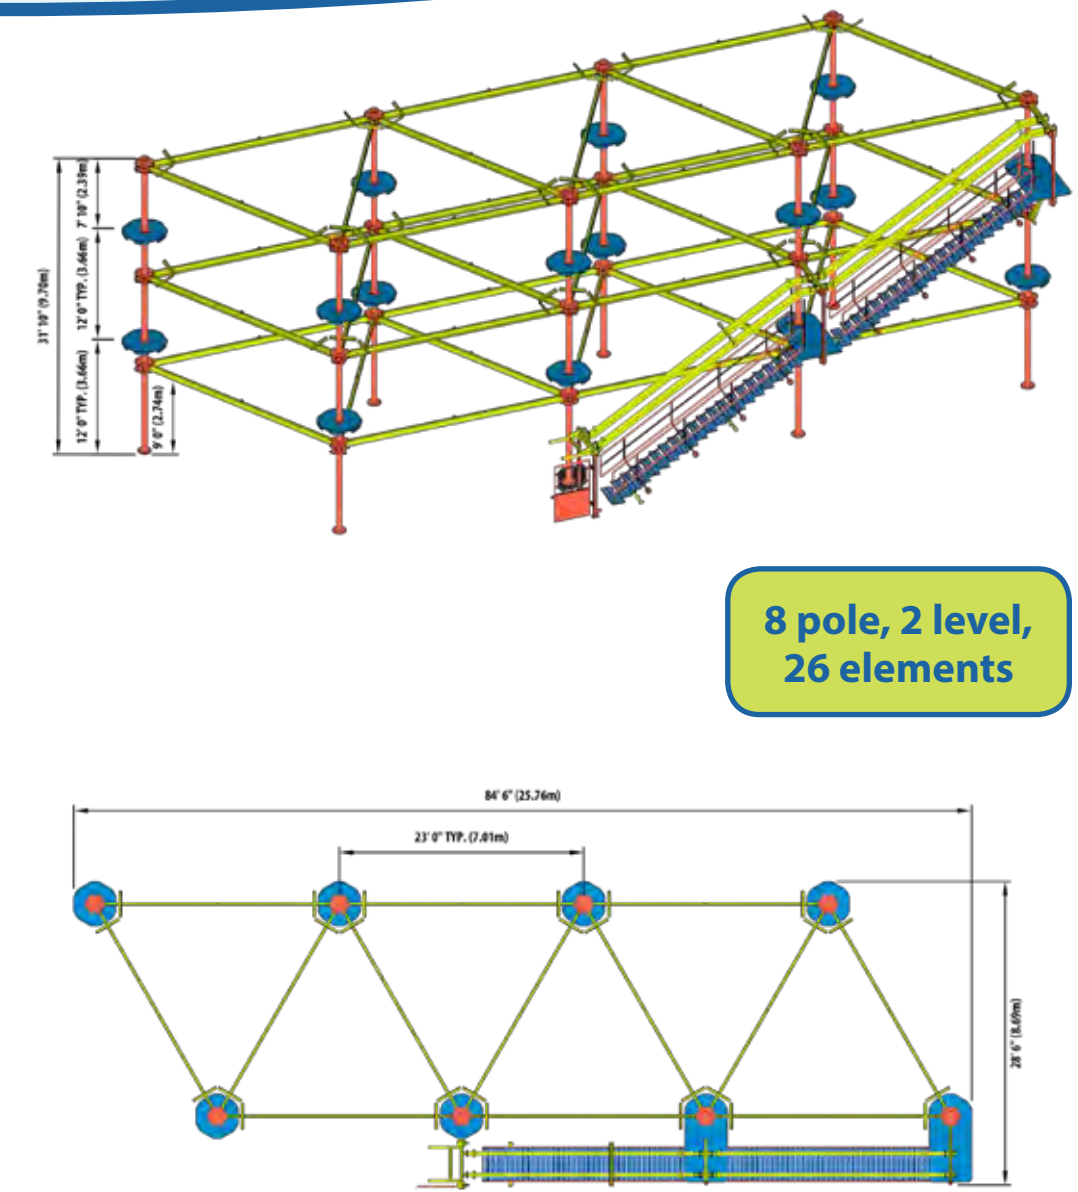 31' 10" (9.70m)
7' 10" (2.39m)
12' 0" TYP. (3.66m)
12' 0" TYP. (3.66m)
9' 0" (2.74m)
8 pole, 2 level,
26 elements
84' 6" (25.76m)
23' 0" TYP. (7.01m)
28' 6" (8.69m)